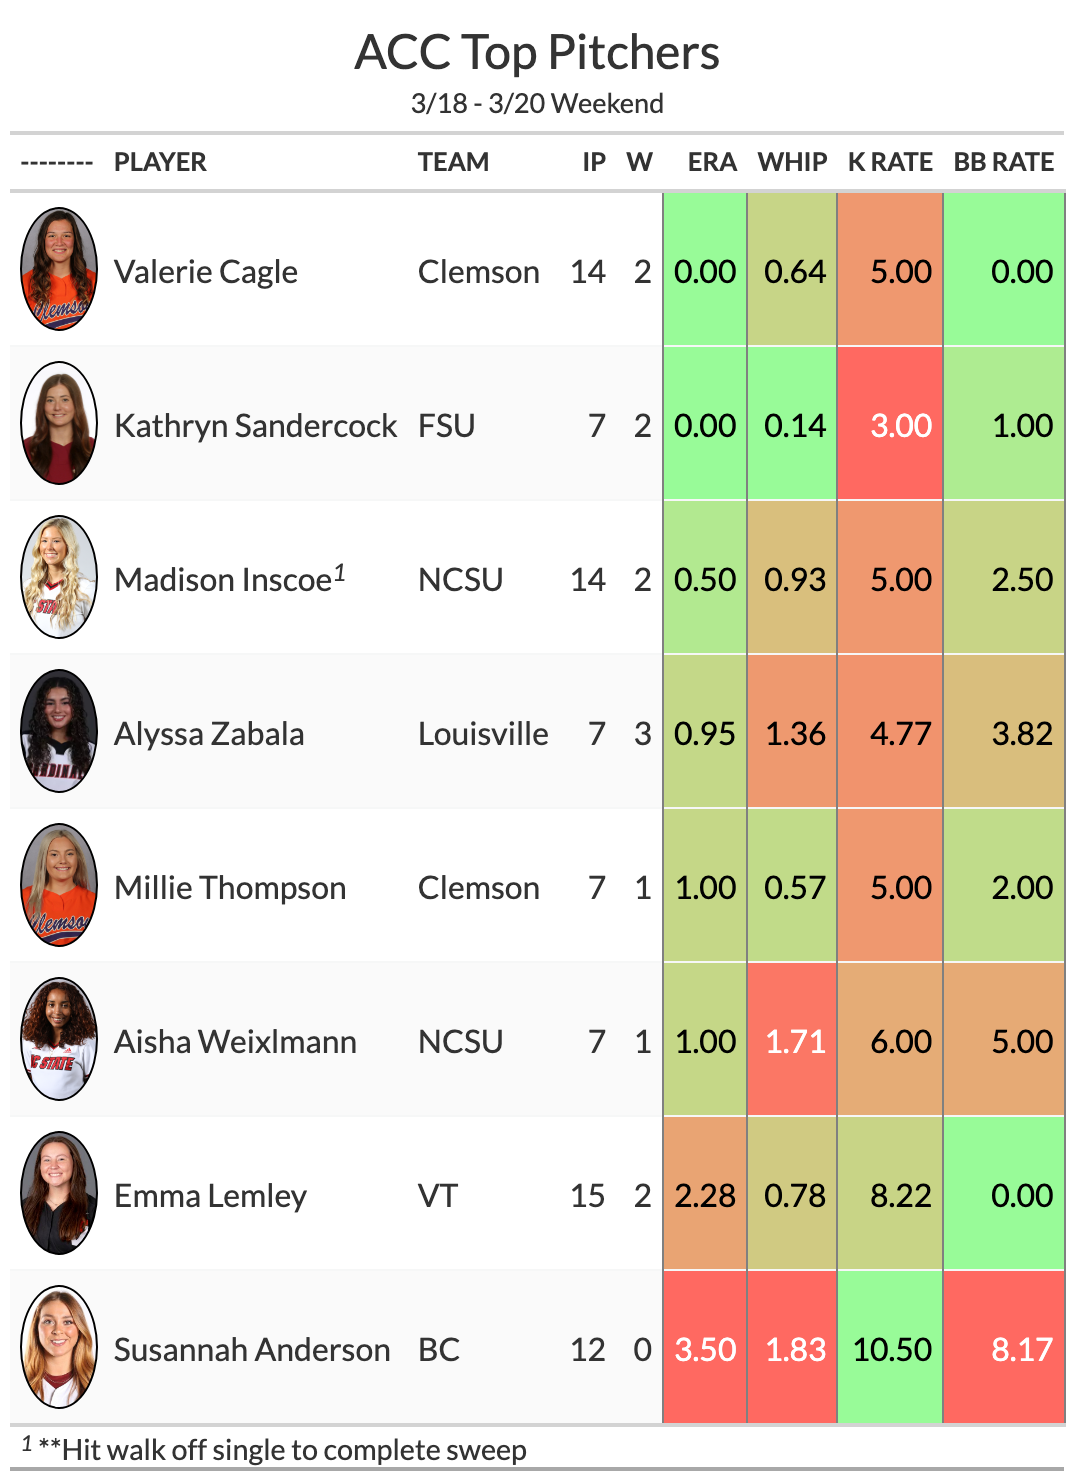 ACC Top Pitchers
3/18 - 3/20 Weekend
-------- PLAYER TEAM IP W ERA WHIP K RATE BB RATE
Valerie Cagle Clemson 14 2 0.00 0.64 5.00 0.00
Kathryn Sandercock FSU 7 2 0.00 0.14 3.00 1.00
Madison Inscoe1 NCSU 14 2 0.50 0.93 5.00 2.50
Alyssa Zabala Louisville 7 3 0.95 1.36 4.77 3.82
Millie Thompson Clemson 7 1 1.00 0.57 5.00 2.00
Aisha Weixlmann NCSU 7 1 1.00 1.71 6.00 5.00
Emma Lemley VT 15 2 2.28 0.78 8.22 0.00
Susannah Anderson BC 12 0 3.50 1.83 10.50 8.17
1 **Hit walk off single to complete sweep